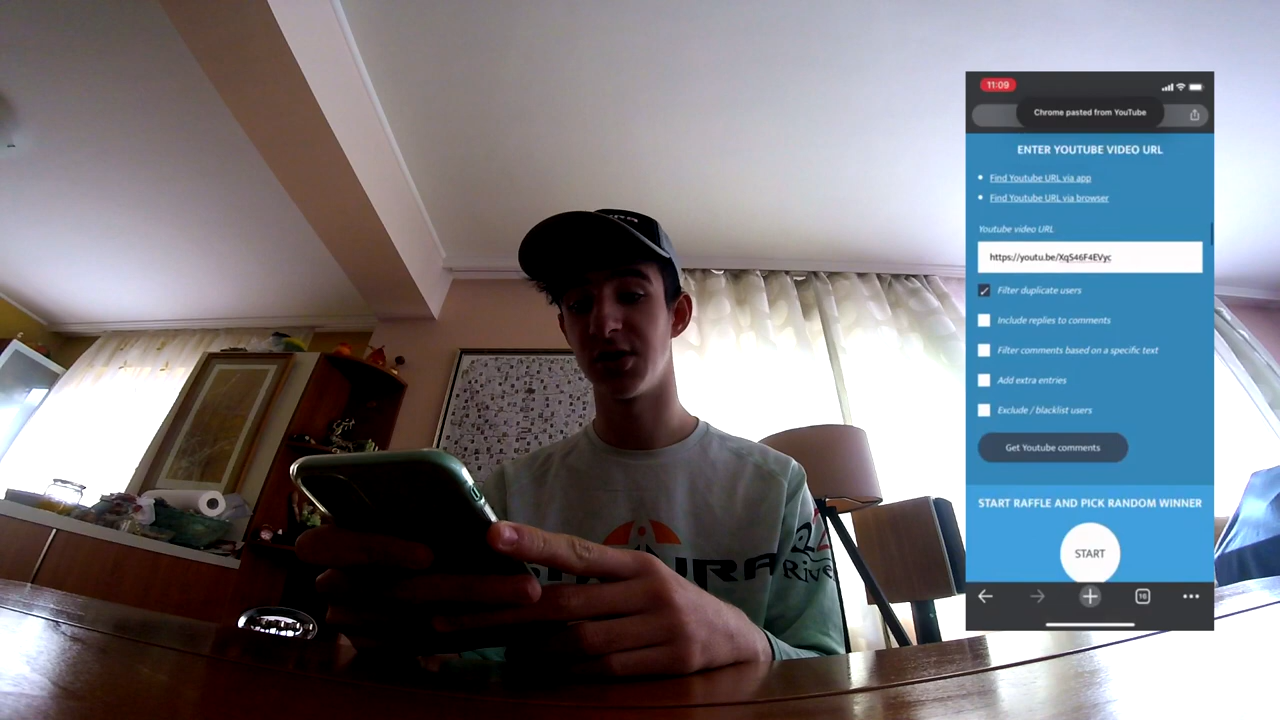 11:09
Chrome pasted from YouTube
ENTER YOUTUBE VIDEO URL
Find Youtube URL via app
Find Youtube URL via browser
Youtube video URL
https://youtu.be/XqS46F4EVyc
Filter duplicate users
Include replies to comments
Filter comments based on a specific text
Add extra entries
Exclude / blacklist users
Get Youtube comments
START RAFFLE AND PICK RANDOM WINNER
START
16